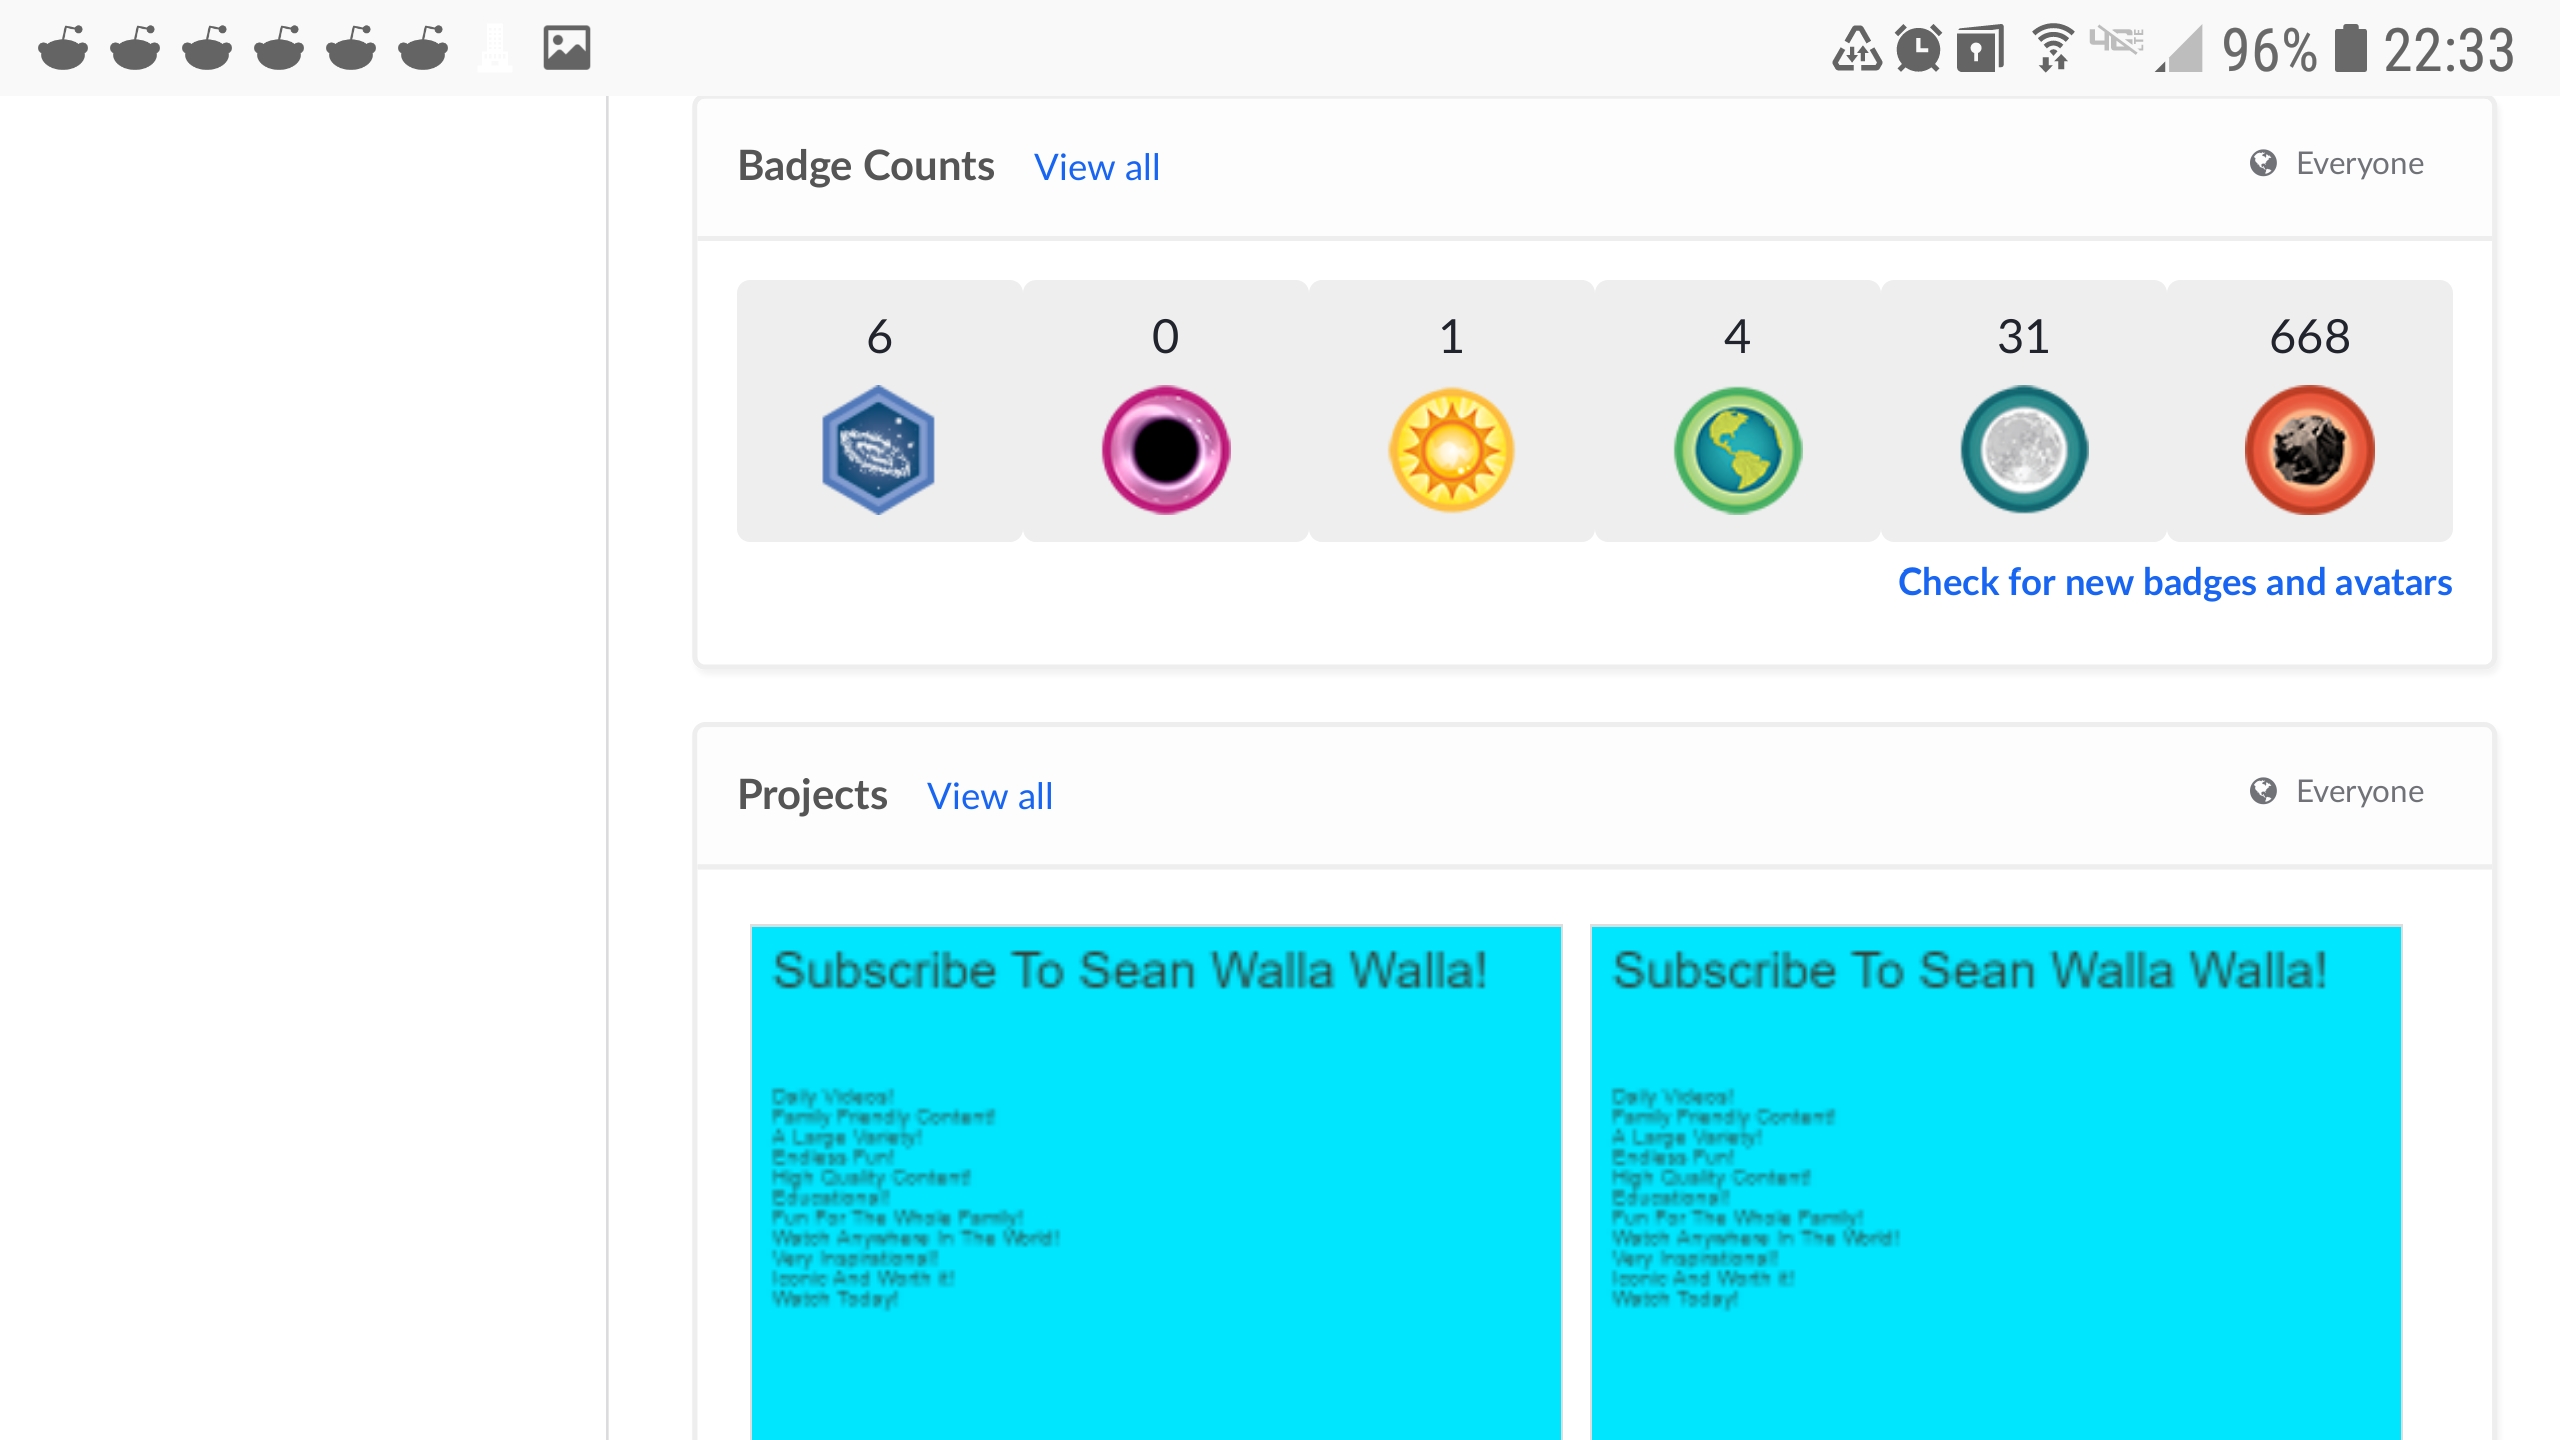 96% 22:33
Badge Counts View all Everyone
6 0 1 4 31 668
Check for new badges and avatars
Projects View all Everyone
Subscribe To Sean Walla Walla!
Daily Videos!
Family Friendly Content!
A Large Variety!
Endless Fun!
High Quality Content!
Educational!
Fun For The Whole Family!
Watch Anywhere In The World!
Very Inspirational!
Iconic And Worth it!
Watch Today!
Subscribe To Sean Walla Walla!
Daily Videos!
Family Friendly Content!
A Large Variety!
Endless Fun!
High Quality Content!
Educational!
Fun For The Whole Family!
Watch Anywhere In The World!
Very Inspirational!
Iconic And Worth it!
Watch Today!